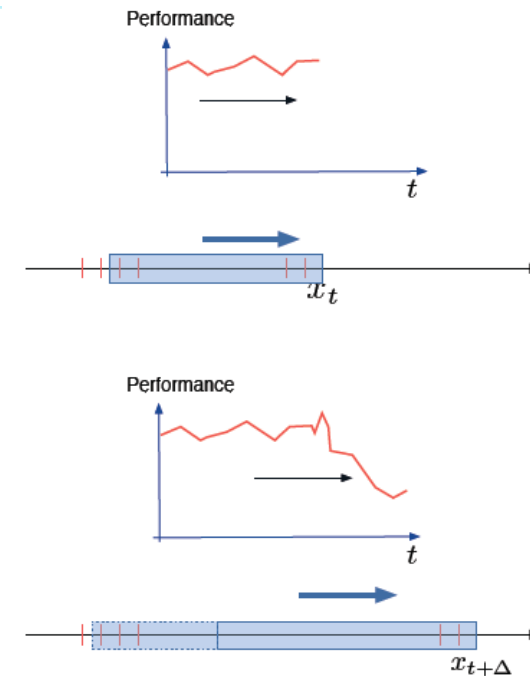 Performance
t
x_t
Performance
t
x_{t+Δ}